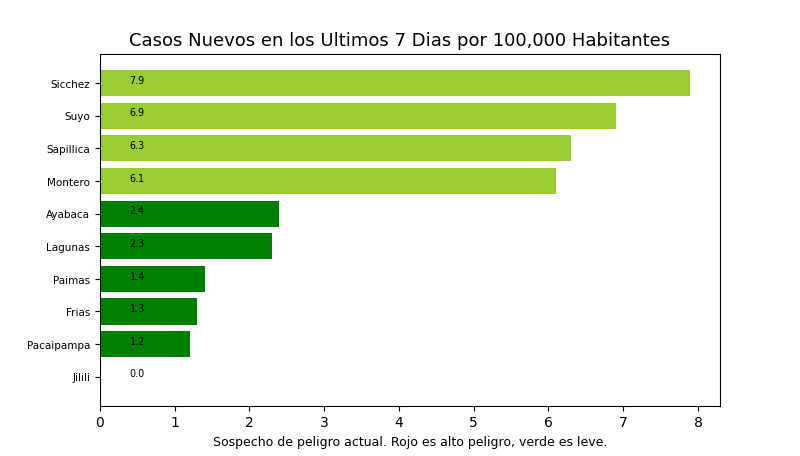 Casos Nuevos en los Ultimos 7 Dias por 100,000 Habitantes
Sicchez 7.9
Suyo 6.9
Sapillica 6.3
Montero 6.1
Ayabaca 2.4
Lagunas 2.3
Paimas 1.4
Frias 1.3
Pacaipampa 1.2
Jilili 0.0
0 1 2 3 4 5 6 7 8
Sospecho de peligro actual. Rojo es alto peligro, verde es leve.